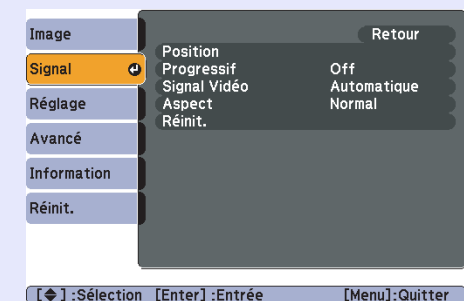 Image
Signal
Réglage
Avancé
Information
Réinit.
Retour
Position
Progressif Off
Signal Vidéo Automatique
Aspect Normal
Réinit.
[◆] :Sélection [Enter] :Entrée [Menu]:Quitter